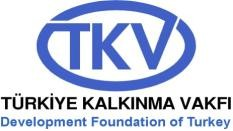 TKV
TÜRKİYE KALKINMA VAKFI
Development Foundation of Turkey